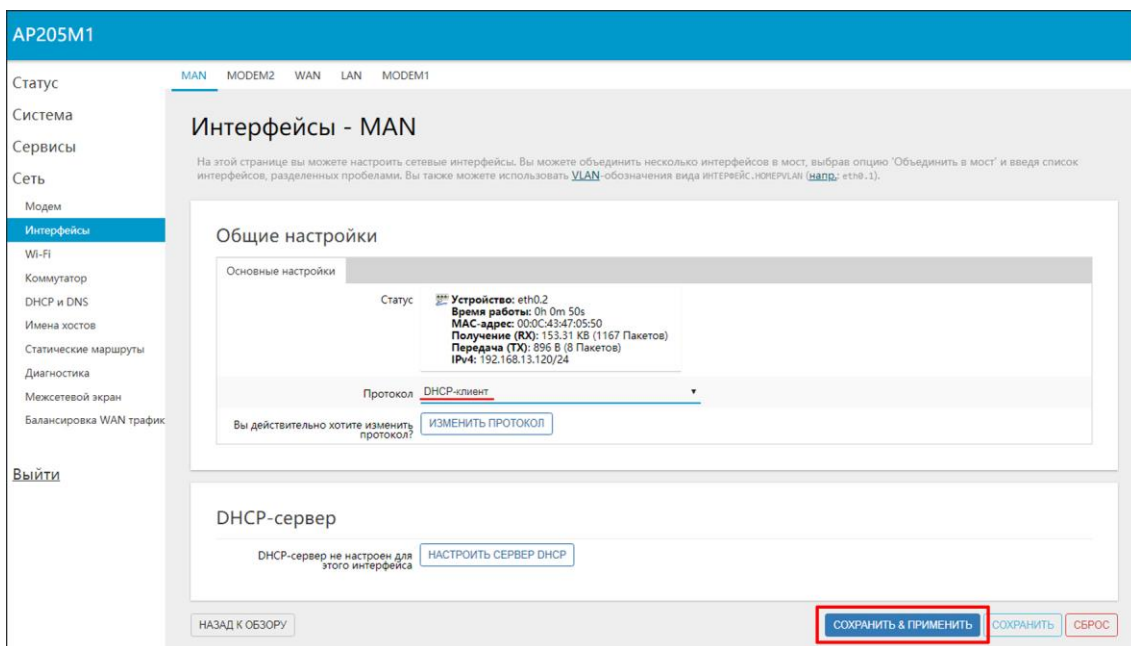 AP205M1
MAN MODEM2 WAN LAN MODEM1
Статус
Система
Сервисы
Сеть
Модем
Интерфейсы
Wi-Fi
Коммутатор
DHCP и DNS
Имена хостов
Статические маршруты
Диагностика
Межсетевой экран
Балансировка WAN трафик
Выйти
Интерфейсы - MAN
На этой странице вы можете настроить сетевые интерфейсы. Вы можете объединить несколько интерфейсов в мост, выбрав опцию 'Объединить в мост' и введя список
интерфейсов, разделенных пробелами. Вы также можете использовать VLAN-обозначения вида ИНТЕРФЕЙС.НОМЕРVLAN (напр.: eth0.1).
Общие настройки
Основные настройки
Статус
Устройство: eth0.2
Время работы: 0h 0m 50s
MAC-адрес: 00:0C:43:47:05:50
Получение (RX): 153.31 KB (1167 Пакетов)
Передача (TX): 896 B (8 Пакетов)
IPv4: 192.168.13.120/24
Протокол DHCP-клиент
Вы действительно хотите изменить
протокол?
ИЗМЕНИТЬ ПРОТОКОЛ
DHCP-сервер
DHCP-сервер не настроен для
этого интерфейса
НАСТРОИТЬ СЕРВЕР DHCP
НАЗАД К ОБЗОРУ СОХРАНИТЬ & ПРИМЕНИТЬ СОХРАНИТЬ СБРОС